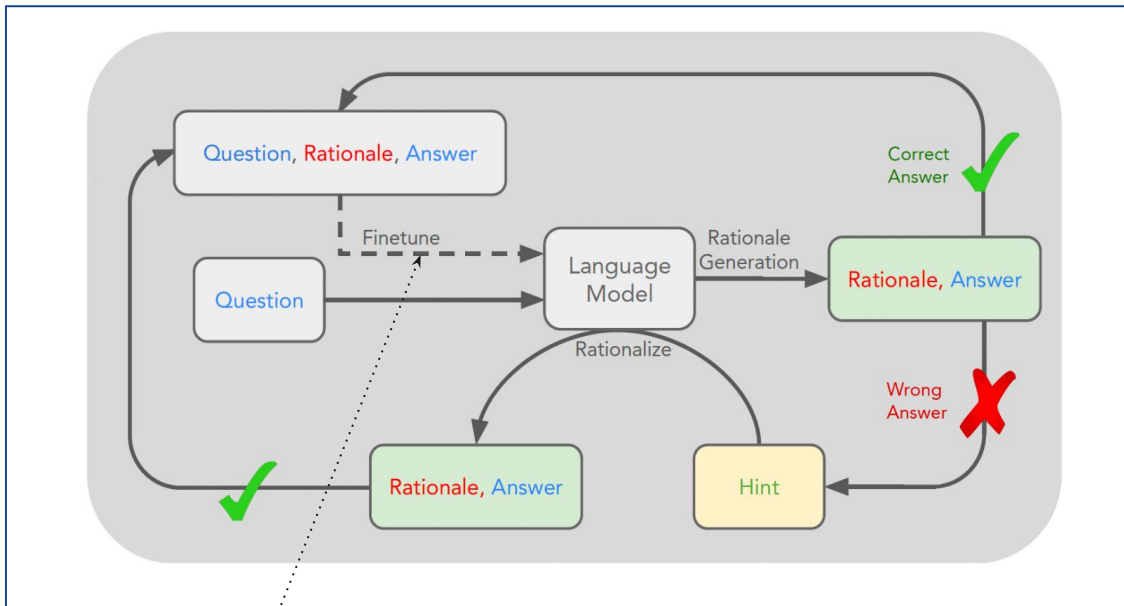 Question, Rationale, Answer
Correct
Answer
Finetune
Rationale
Generation
Language
Model
Question
Rationale, Answer
Rationalize
Wrong
Answer
Rationale, Answer
Hint